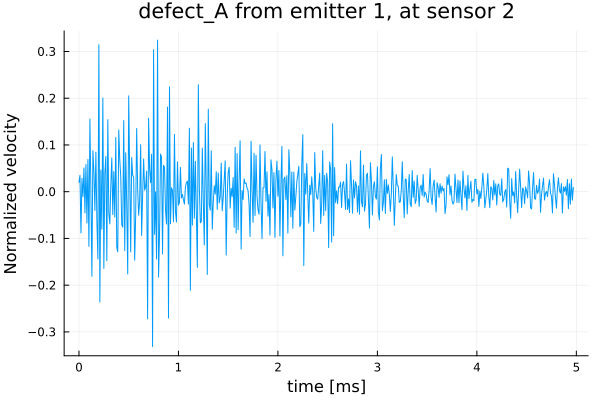 defect_A from emitter 1, at sensor 2
Normalized velocity
0.3
0.2
0.1
0.0
−0.1
−0.2
−0.3
0 1 2 3 4 5
time [ms]